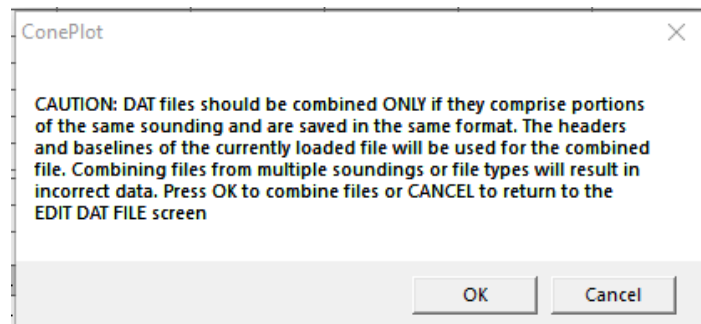 ConePlot
CAUTION: DAT files should be combined ONLY if they comprise portions
of the same sounding and are saved in the same format. The headers
and baselines of the currently loaded file will be used for the combined
file. Combining files from multiple soundings or file types will result in
incorrect data. Press OK to combine files or CANCEL to return to the
EDIT DAT FILE screen
OK Cancel